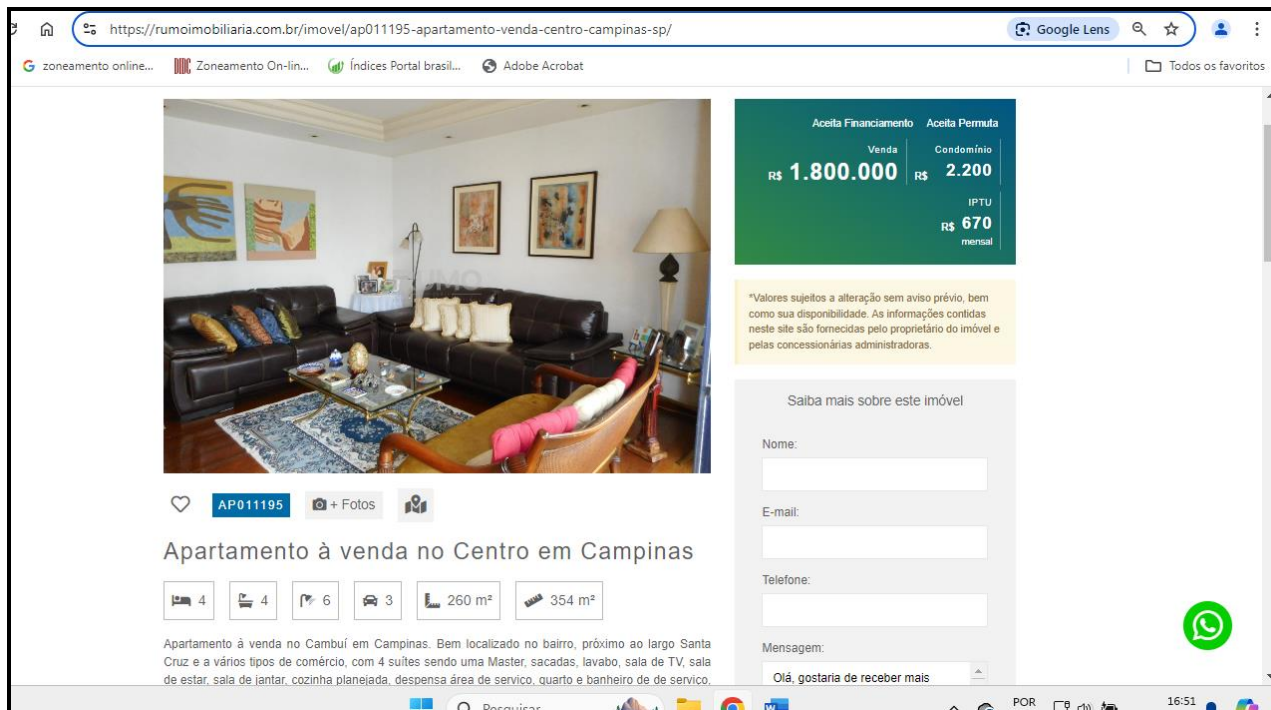 https://rumoimobiliaria.com.br/imovel/ap011195-apartamento-venda-centro-campinas-sp/
Google Lens
zoneamento online...
Zoneamento On-lin...
Índices Portal brasil...
Adobe Acrobat
Todos os favoritos
RUMO
Aceita Financiamento Aceita Permuta
Venda Condomínio
R$ 1.800.000 R$ 2.200
IPTU
R$ 670
mensal
*Valores sujeitos a alteração sem aviso prévio, bem
como sua disponibilidade. As informações contidas
neste site são fornecidas pelo proprietário do imóvel e
pelas concessionárias administradoras.
Saiba mais sobre este imóvel
Nome:
E-mail:
Telefone:
Mensagem:
Olá, gostaria de receber mais
AP011195
+ Fotos
Apartamento à venda no Centro em Campinas
4
4
6
3
260 m²
354 m²
Apartamento à venda no Cambuí em Campinas. Bem localizado no bairro, próximo ao largo Santa
Cruz e a vários tipos de comércio, com 4 suítes sendo uma Master, sacadas, lavabo, sala de TV, sala
de estar, sala de jantar, cozinha planejada, despensa área de serviço, quarto e banheiro de de serviço,
Pesquisar
POR
16:51